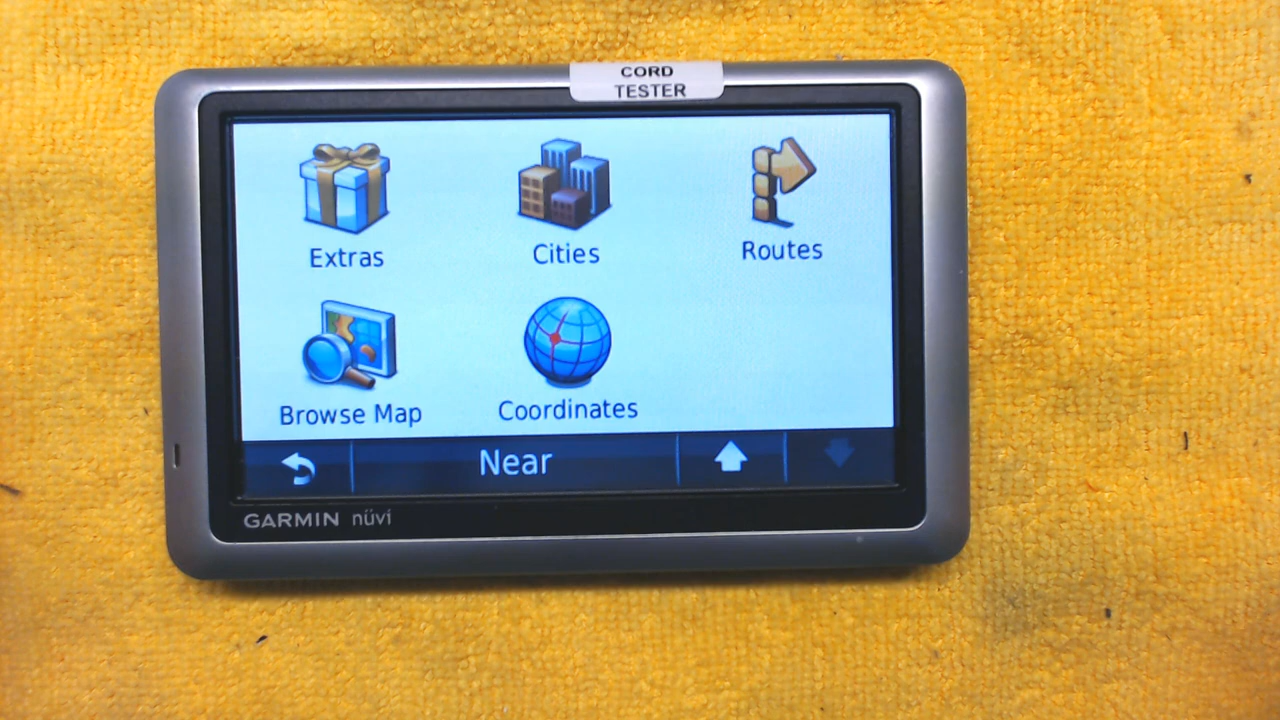 CORD
TESTER
Extras
Cities
Routes
Browse Map
Coordinates
Near
GARMIN nüvi